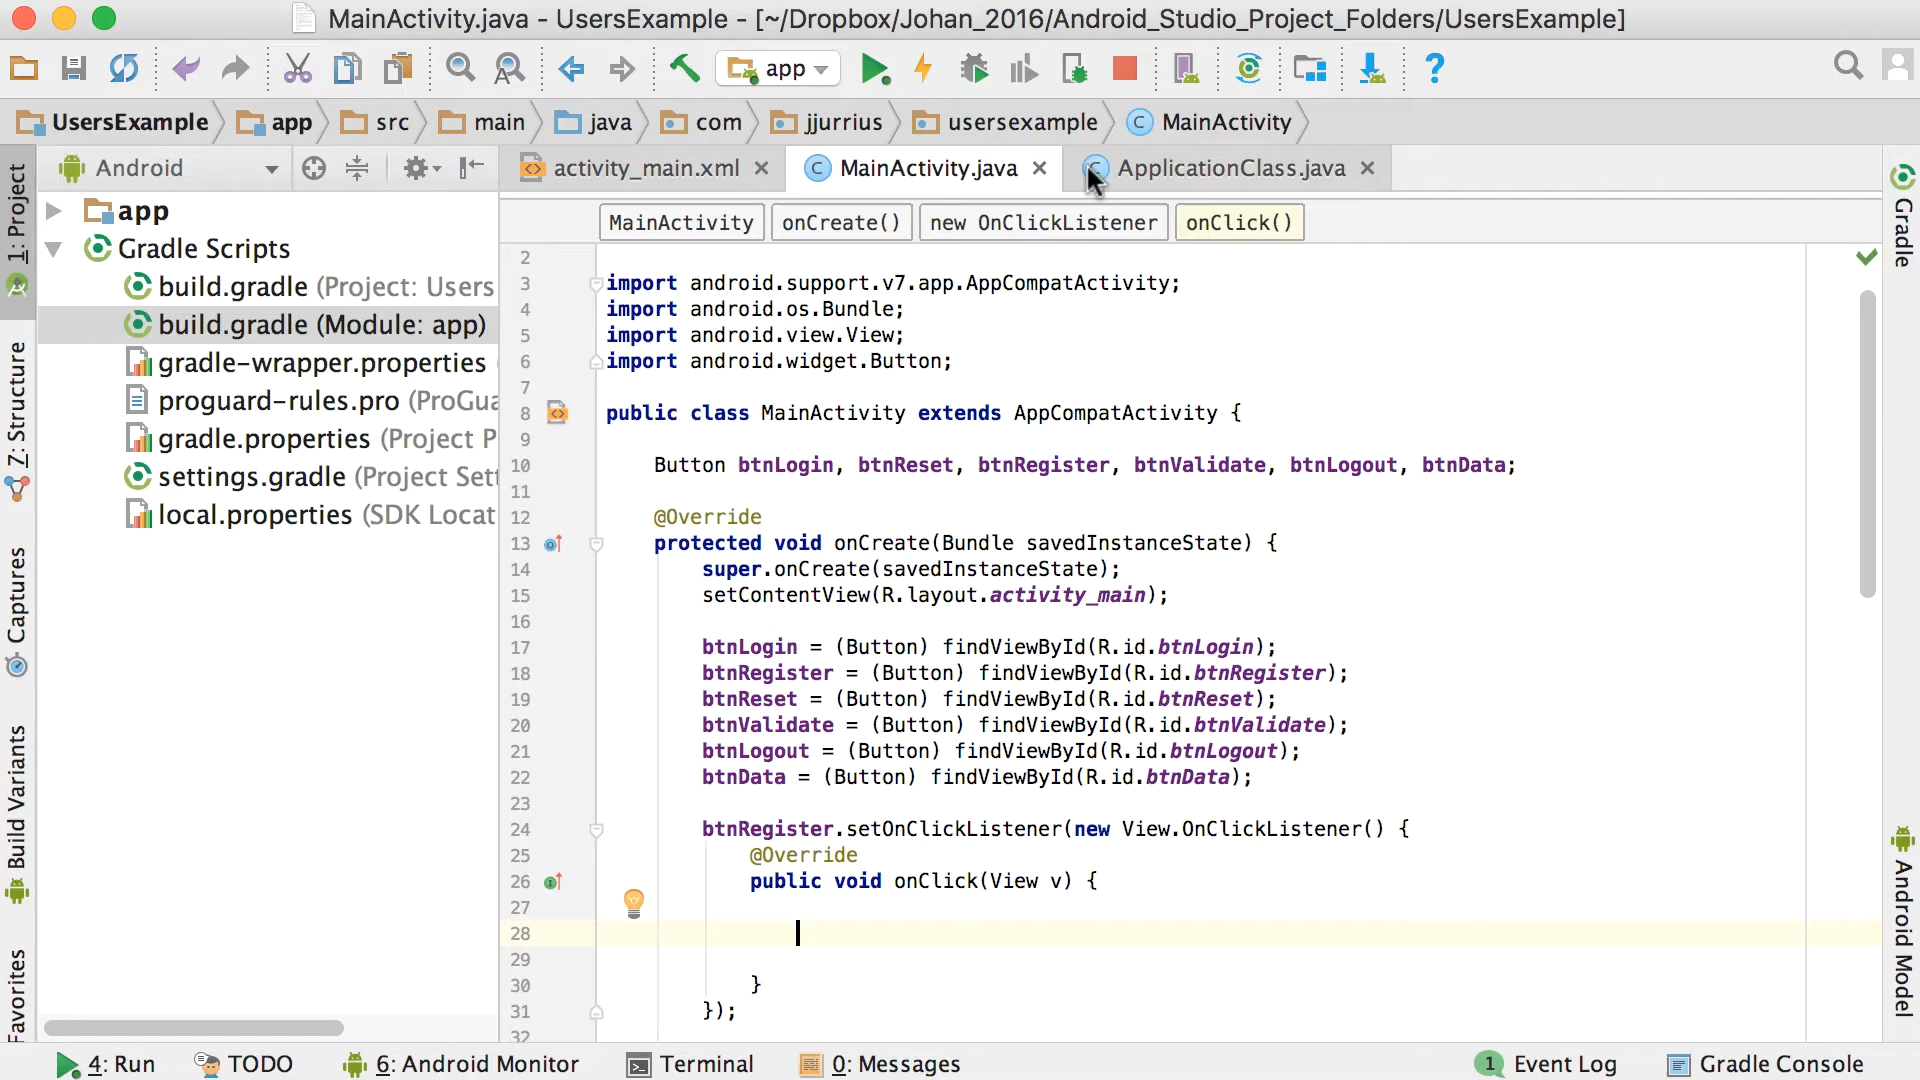 MainActivity.java - UsersExample - [~/Dropbox/Johan_2016/Android_Studio_Project_Folders/UsersExample]
app
UsersExample app src main java com jjurrius usersexample MainActivity
Android
activity_main.xml MainActivity.java ApplicationClass.java
MainActivity onCreate() new OnClickListener onClick()
1: Project
Z: Structure
Captures
Build Variants
Favorites
app
Gradle Scripts
build.gradle (Project: Users
build.gradle (Module: app)
gradle-wrapper.properties
proguard-rules.pro (ProGua
gradle.properties (Project P
settings.gradle (Project Sett
local.properties (SDK Locat
2
3 import android.support.v7.app.AppCompatActivity;
4 import android.os.Bundle;
5 import android.view.View;
6 import android.widget.Button;
7
8 public class MainActivity extends AppCompatActivity {
9
10 Button btnLogin, btnReset, btnRegister, btnValidate, btnLogout, btnData;
11
12 @Override
13 protected void onCreate(Bundle savedInstanceState) {
14 super.onCreate(savedInstanceState);
15 setContentView(R.layout.activity_main);
16
17 btnLogin = (Button) findViewById(R.id.btnLogin);
18 btnRegister = (Button) findViewById(R.id.btnRegister);
19 btnReset = (Button) findViewById(R.id.btnReset);
20 btnValidate = (Button) findViewById(R.id.btnValidate);
21 btnLogout = (Button) findViewById(R.id.btnLogout);
22 btnData = (Button) findViewById(R.id.btnData);
23
24 btnRegister.setOnClickListener(new View.OnClickListener() {
25 @Override
26 public void onClick(View v) {
27
28
29
30 }
31 });
32
Gradle
Android Model
4: Run TODO 6: Android Monitor Terminal 0: Messages 1 Event Log Gradle Console